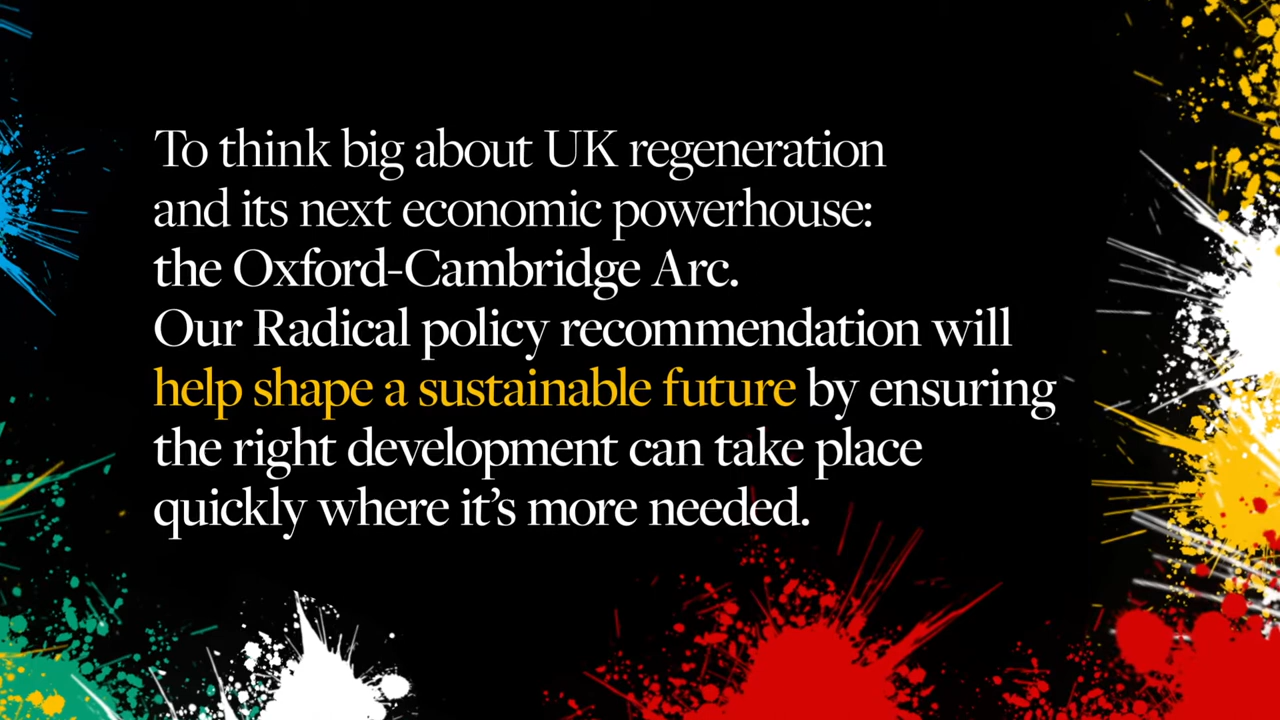 To think big about UK regeneration
and its next economic powerhouse:
the Oxford-Cambridge Arc.
Our Radical policy recommendation will
help shape a sustainable future by ensuring
the right development can take place
quickly where it’s more needed.